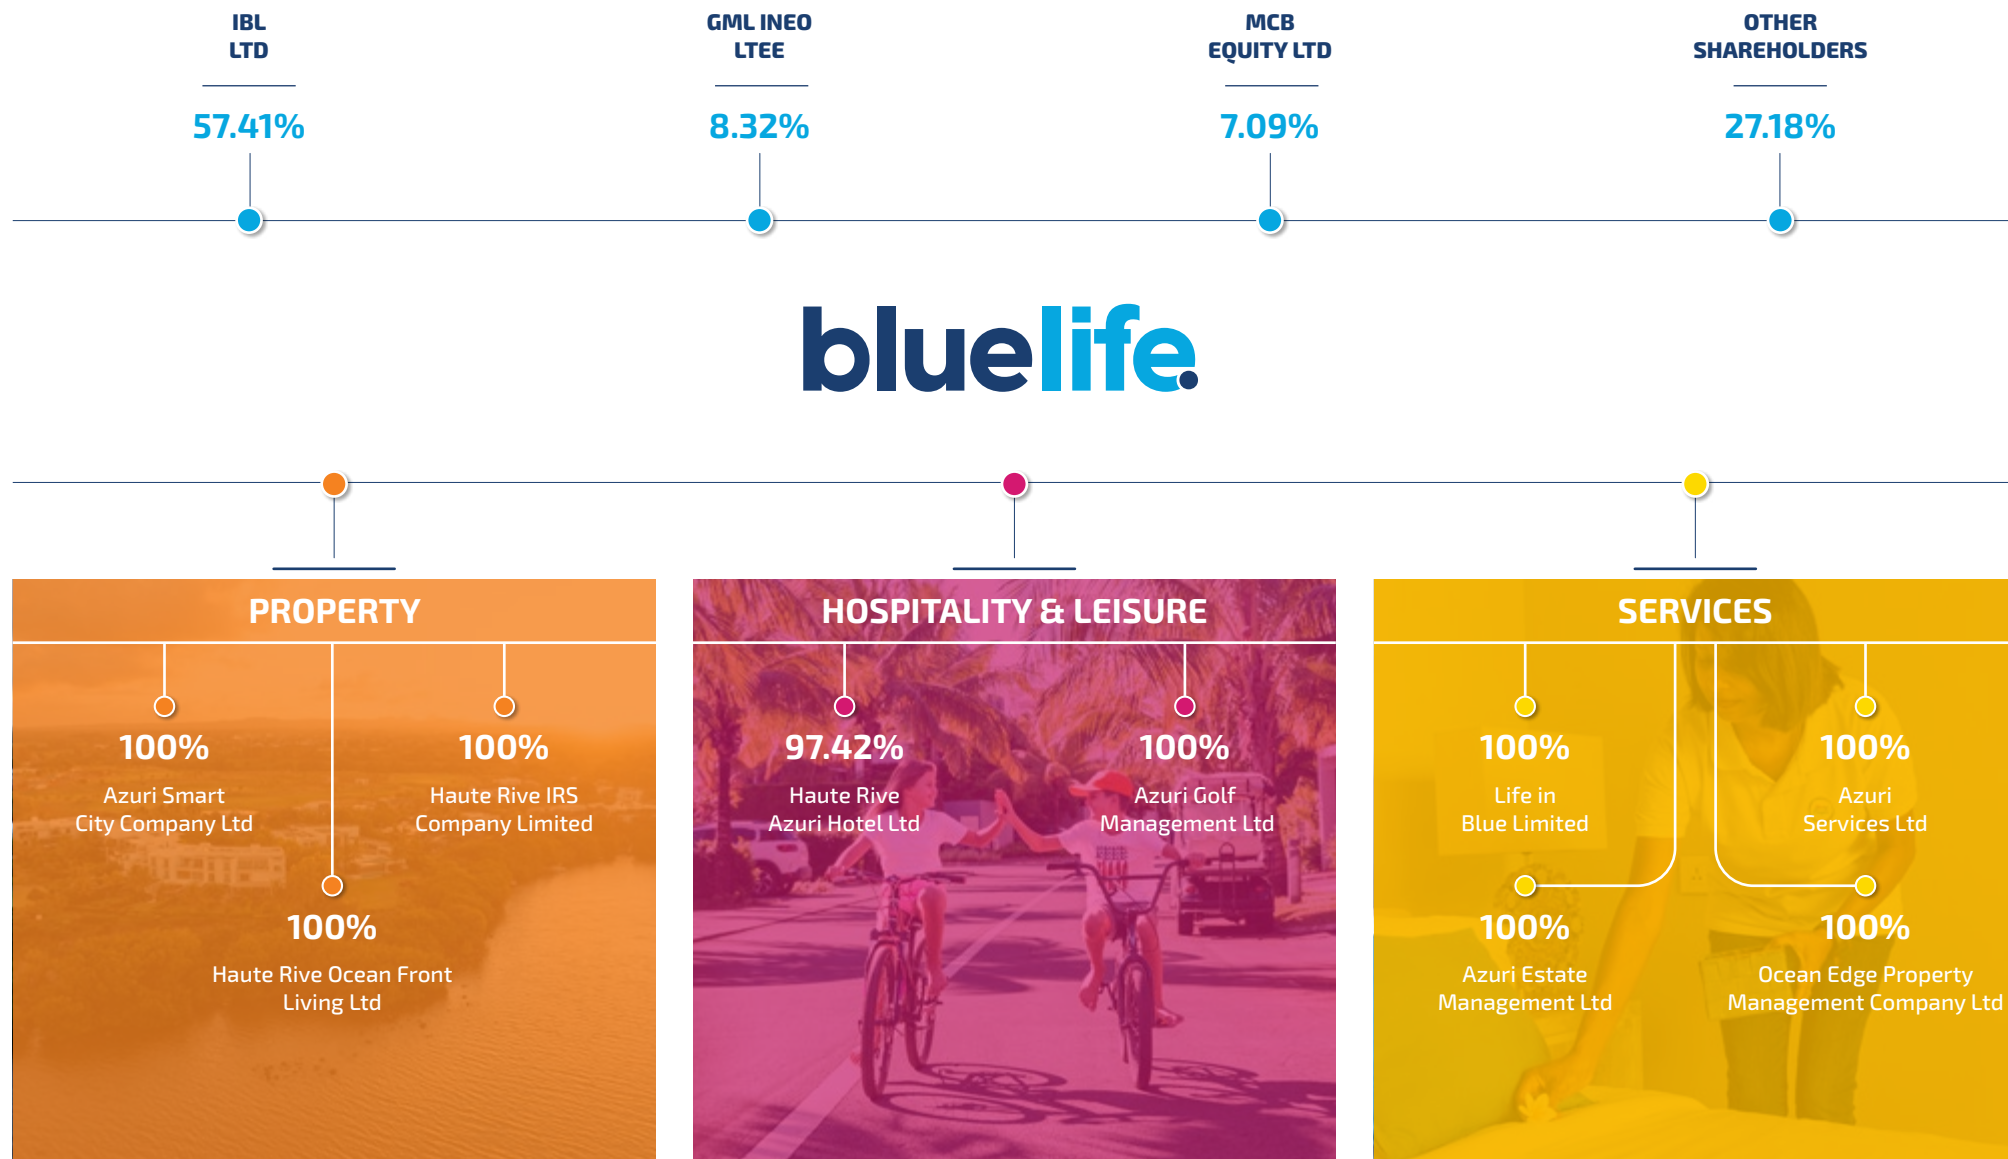 IBL
LTD
57.41%
GML INEO
LTEE
8.32%
MCB
EQUITY LTD
7.09%
OTHER
SHAREHOLDERS
27.18%
bluelife.
PROPERTY
100%
Azuri Smart
City Company Ltd
100%
Haute Rive IRS
Company Limited
100%
Haute Rive Ocean Front
Living Ltd
HOSPITALITY & LEISURE
97.42%
Haute Rive
Azuri Hotel Ltd
100%
Azuri Golf
Management Ltd
SERVICES
100%
Life in
Blue Limited
100%
Azuri
Services Ltd
100%
Azuri Estate
Management Ltd
100%
Ocean Edge Property
Management Company Ltd